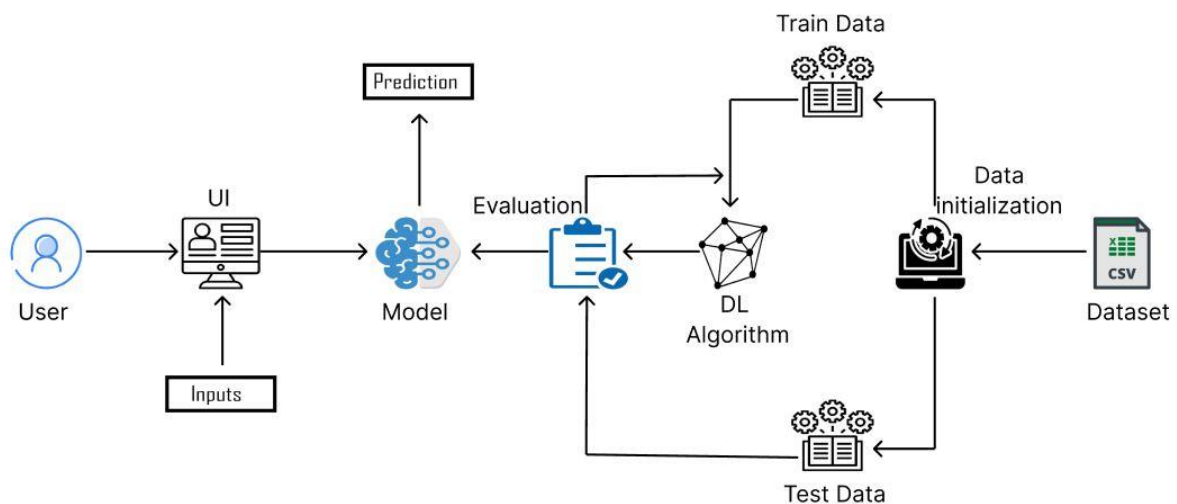 Train Data
Prediction
UI
Evaluation
Data
initialization
X
CSV
User
Model
DL
Algorithm
Dataset
Inputs
Test Data